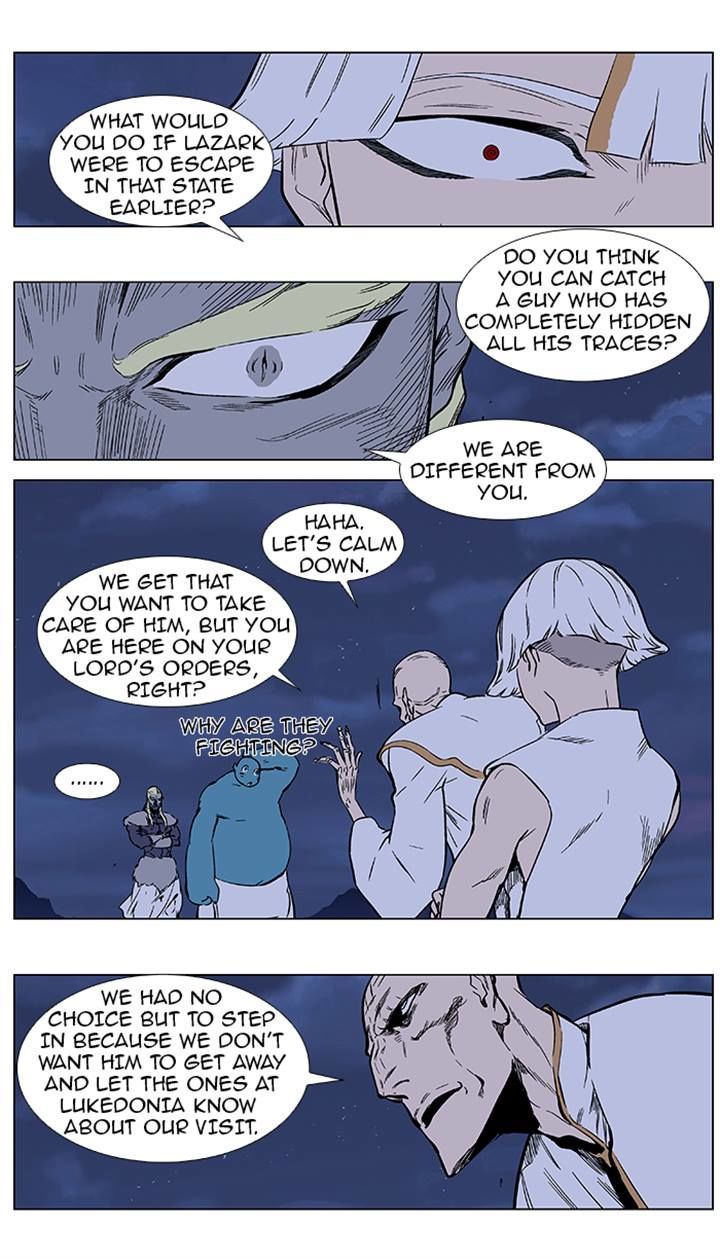 WHAT WOULD
YOU DO IF LAZARK
WERE TO ESCAPE
IN THAT STATE
EARLIER?
DO YOU THINK
YOU CAN CATCH
A GUY WHO HAS
COMPLETELY HIDDEN
ALL HIS TRACES?
WE ARE
DIFFERENT FROM
YOU.
HAHA.
LET'S CALM
DOWN.
WE GET THAT
YOU WANT TO TAKE
CARE OF HIM, BUT YOU
ARE HERE ON YOUR
LORD'S ORDERS,
RIGHT?
WHY ARE THEY
FIGHTING?
......
WE HAD NO
CHOICE BUT TO STEP
IN BECAUSE WE DON'T
WANT HIM TO GET AWAY
AND LET THE ONES AT
LUKEDONIA KNOW
ABOUT OUR VISIT.